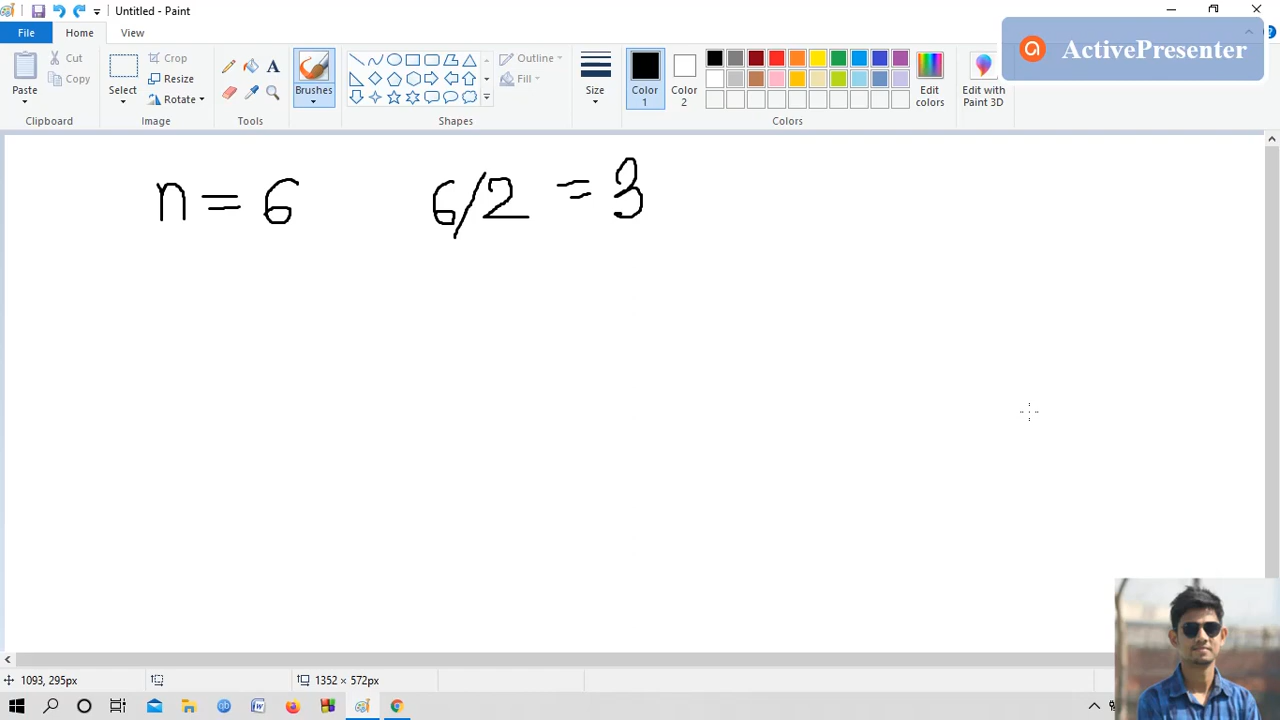 Untitled - Paint
ActivePresenter
File Home View
Paste
Cut
Copy
Clipboard
Select
Crop
Resize
Rotate
Image
Tools
Brushes
Shapes
Outline
Fill
Size
Color 1
Color 2
Colors
Edit colors
Edit with Paint 3D
n = 6 6/2 = 3
1093, 295px 1352 × 572px